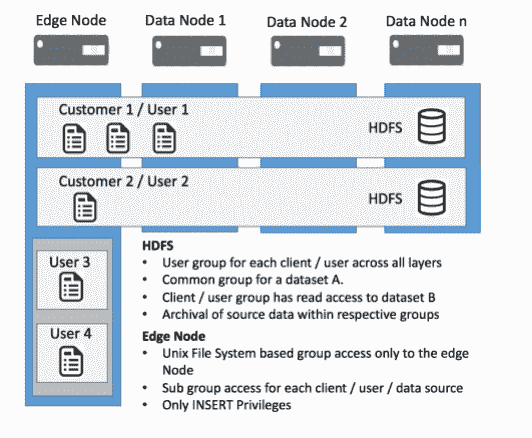 Edge Node
Data Node 1
Data Node 2
Data Node n
Customer 1 / User 1
HDFS
Customer 2 / User 2
HDFS
User 3
User 4
HDFS
• User group for each client / user across all layers
• Common group for a dataset A.
• Client / user group has read access to dataset B
• Archival of source data within respective groups
Edge Node
• Unix File System based group access only to the edge
Node
• Sub group access for each client / user / data source
• Only INSERT Privileges